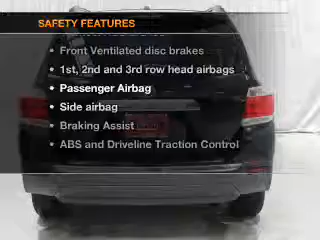 SAFETY FEATURES
• Front Ventilated disc brakes
• 1st, 2nd and 3rd row head airbags
• Passenger Airbag
• Side airbag
• Braking Assist
• ABS and Driveline Traction Control